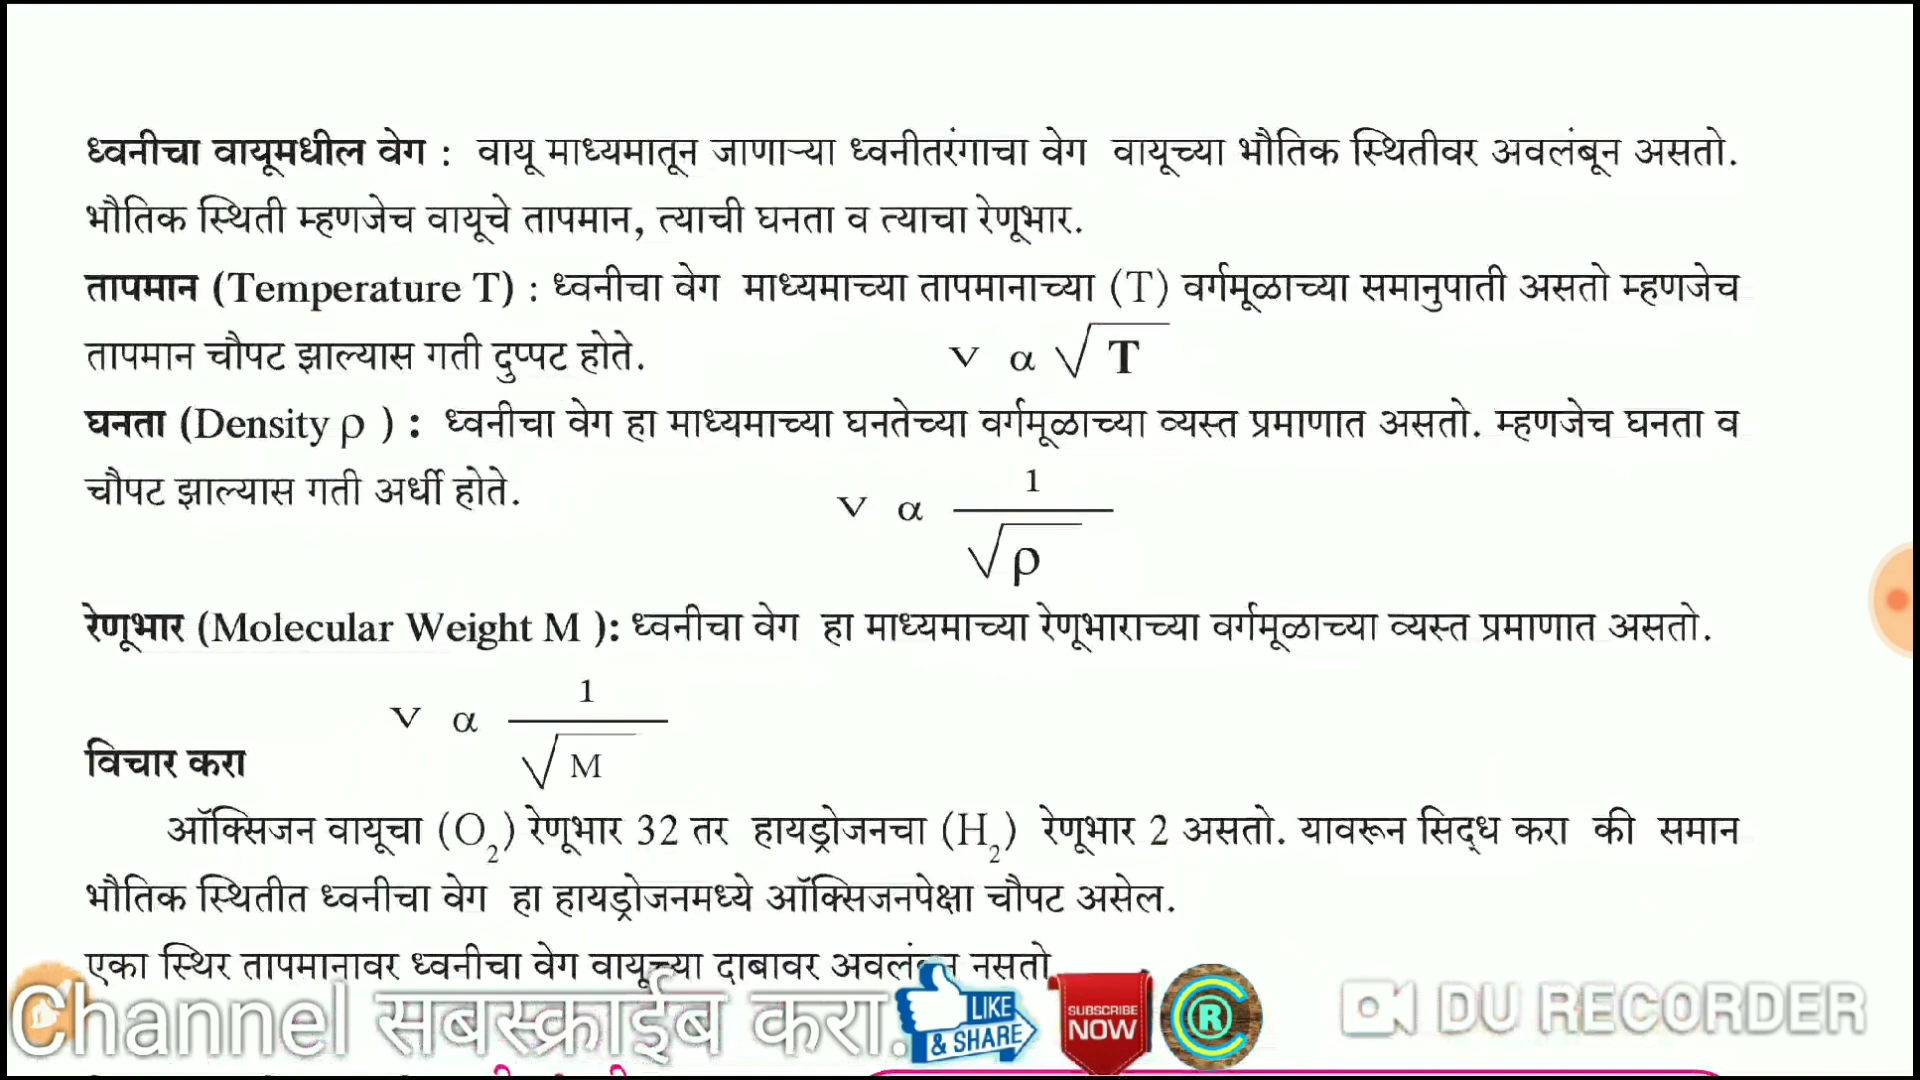 ध्वनीचा वायूमधील वेग : वायू माध्यमातून जाणाऱ्या ध्वनीतरंगाचा वेग वायूच्या भौतिक स्थितीवर अवलंबून असतो.
भौतिक स्थिती म्हणजेच वायूचे तापमान, त्याची घनता व त्याचा रेणूभार.
तापमान (Temperature T) : ध्वनीचा वेग माध्यमाच्या तापमानाच्या (T) वर्गमूळाच्या समानुपाती असतो म्हणजेच
तापमान चौपट झाल्यास गती दुप्पट होते. v α √T
घनता (Density ρ ) : ध्वनीचा वेग हा माध्यमाच्या घनतेच्या वर्गमूळाच्या व्यस्त प्रमाणात असतो. म्हणजेच घनता व
चौपट झाल्यास गती अर्धी होते.
v α 1/√ρ
रेणूभार (Molecular Weight M ): ध्वनीचा वेग हा माध्यमाच्या रेणूभाराच्या वर्गमूळाच्या व्यस्त प्रमाणात असतो.
v α 1/√M
विचार करा
ऑक्सिजन वायूचा (O₂) रेणूभार 32 तर हायड्रोजनचा (H₂) रेणूभार 2 असतो. यावरून सिद्ध करा की समान
भौतिक स्थितीत ध्वनीचा वेग हा हायड्रोजनमध्ये ऑक्सिजनपेक्षा चौपट असेल.
एका स्थिर तापमानावर ध्वनीचा वेग वायूच्या दाबावर अवलंबून नसतो
Channel सबस्क्राईब करा.
LIKE
& SHARE
SUBSCRIBE
NOW
R
DU RECORDER